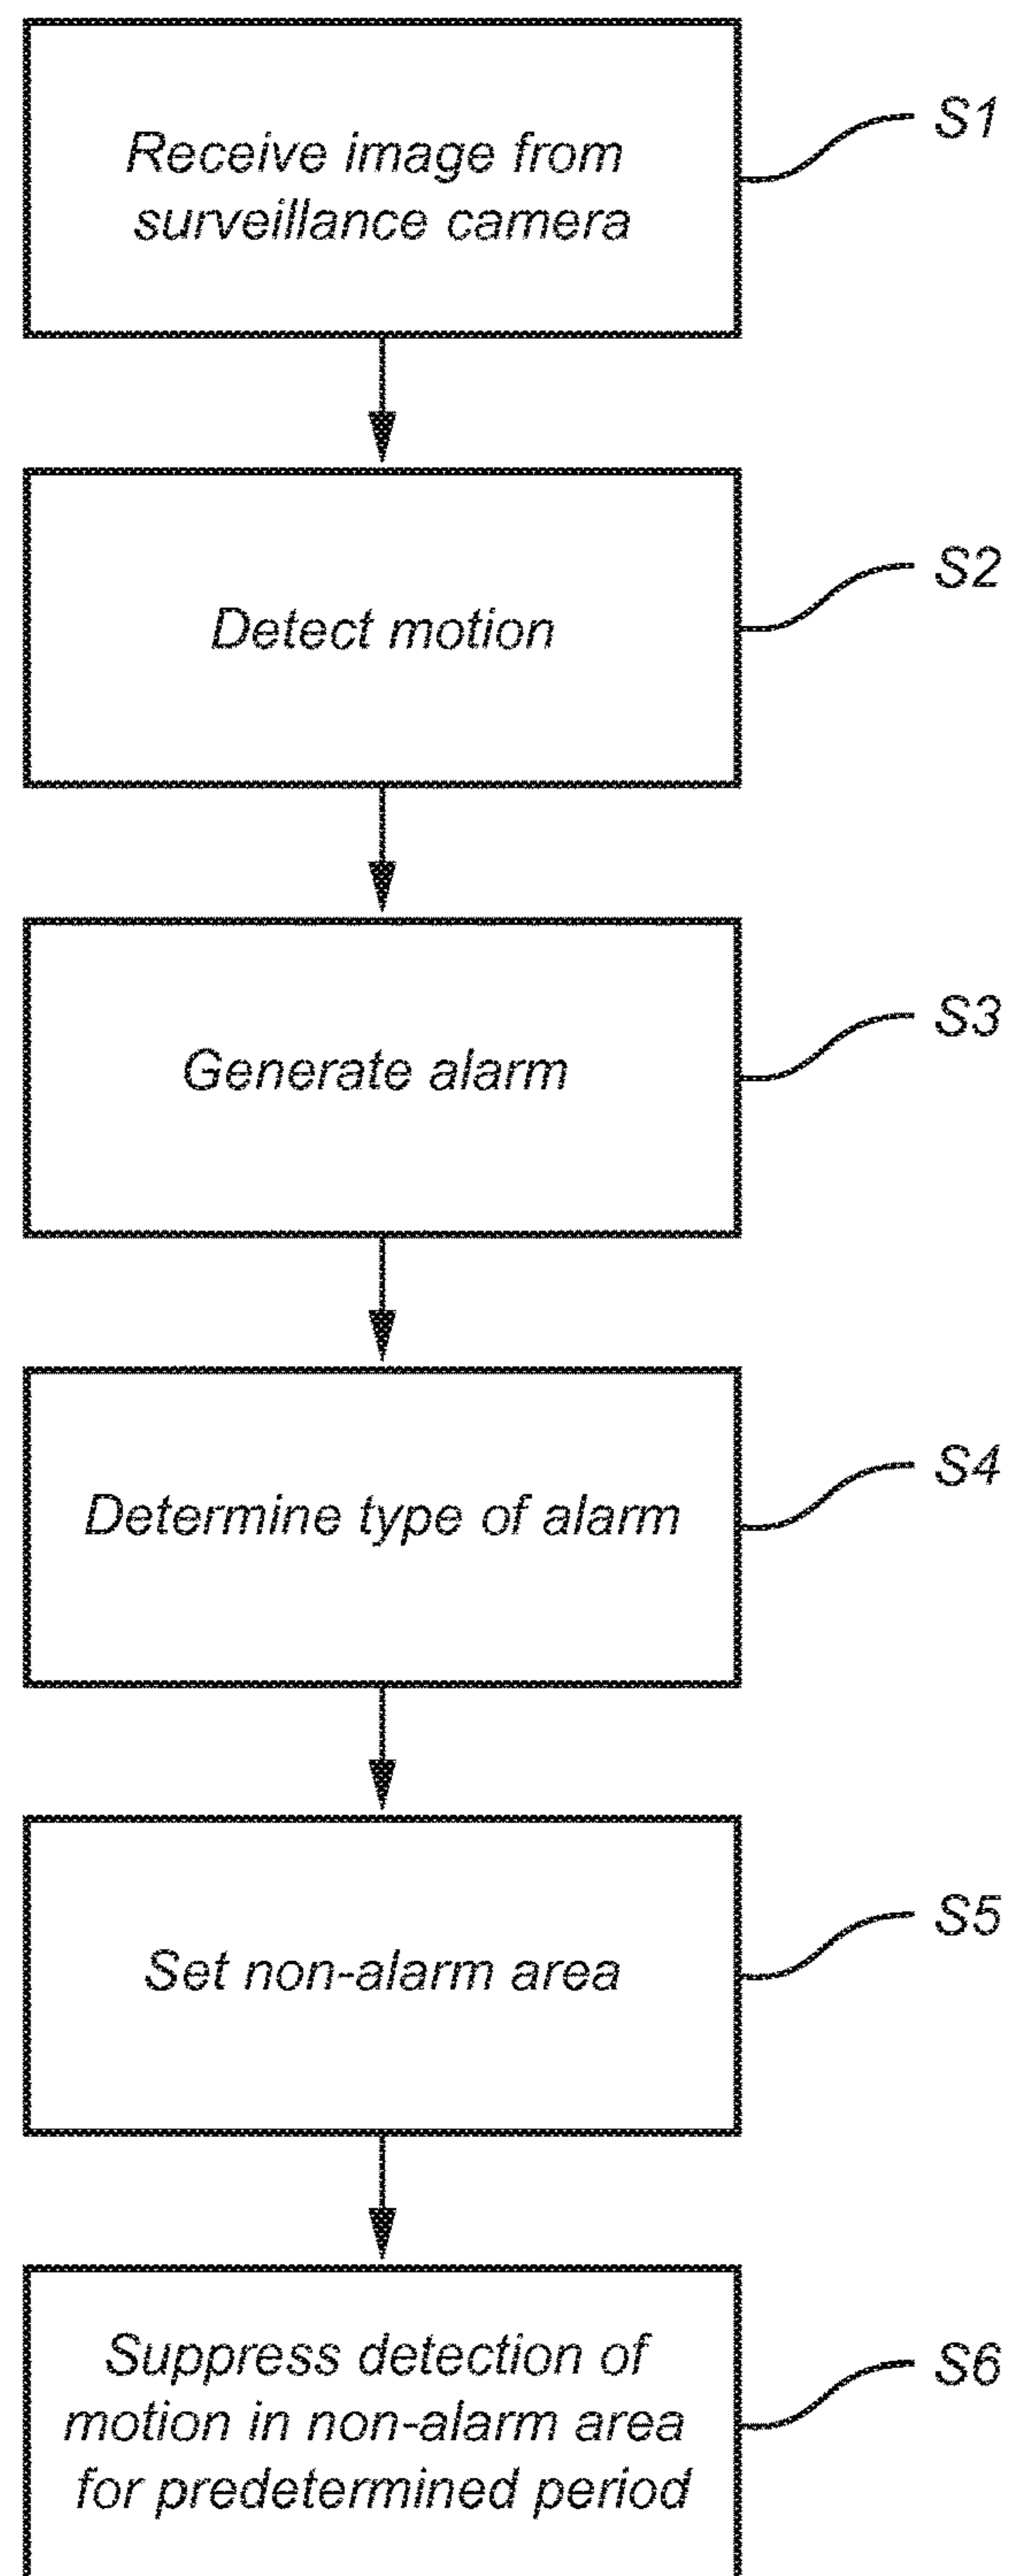 Receive image from
surveillance camera
S1
Detect motion
S2
Generate alarm
S3
Determine type of alarm
S4
Set non-alarm area
S5
Suppress detection of
motion in non-alarm area
for predetermined period
S6